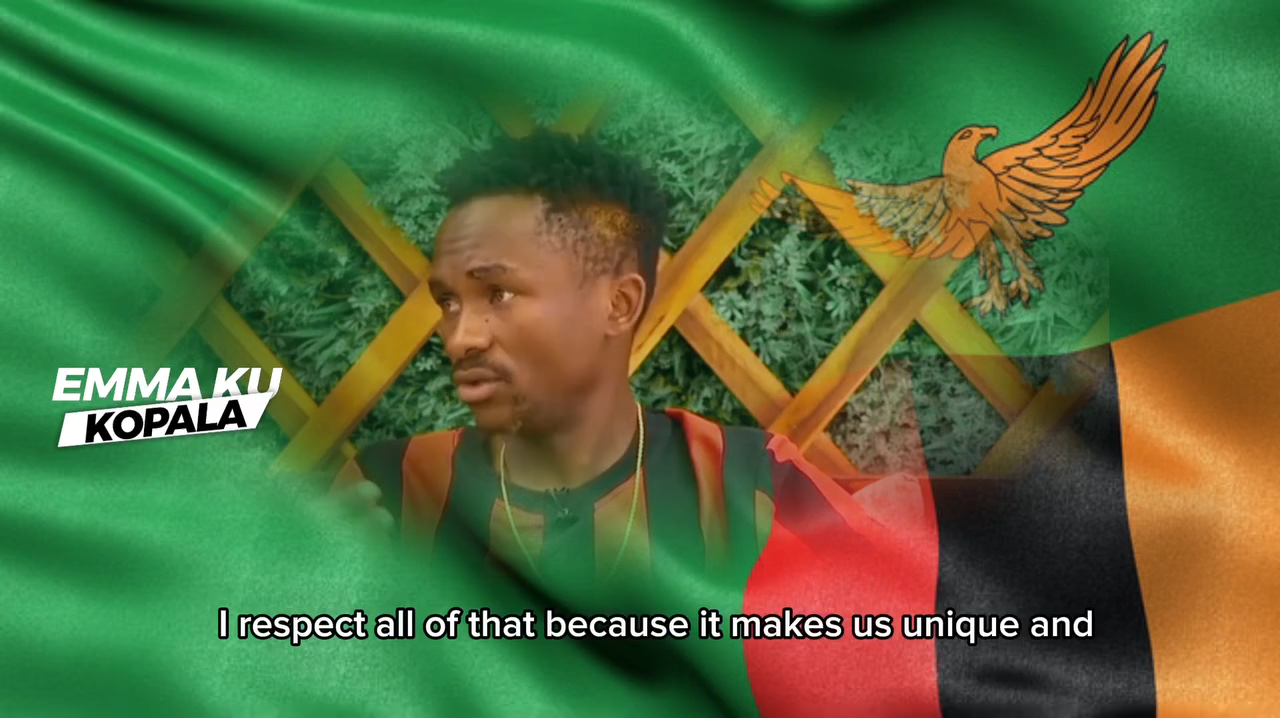 EMMA KU
KOPALA
I respect all of that because it makes us unique and